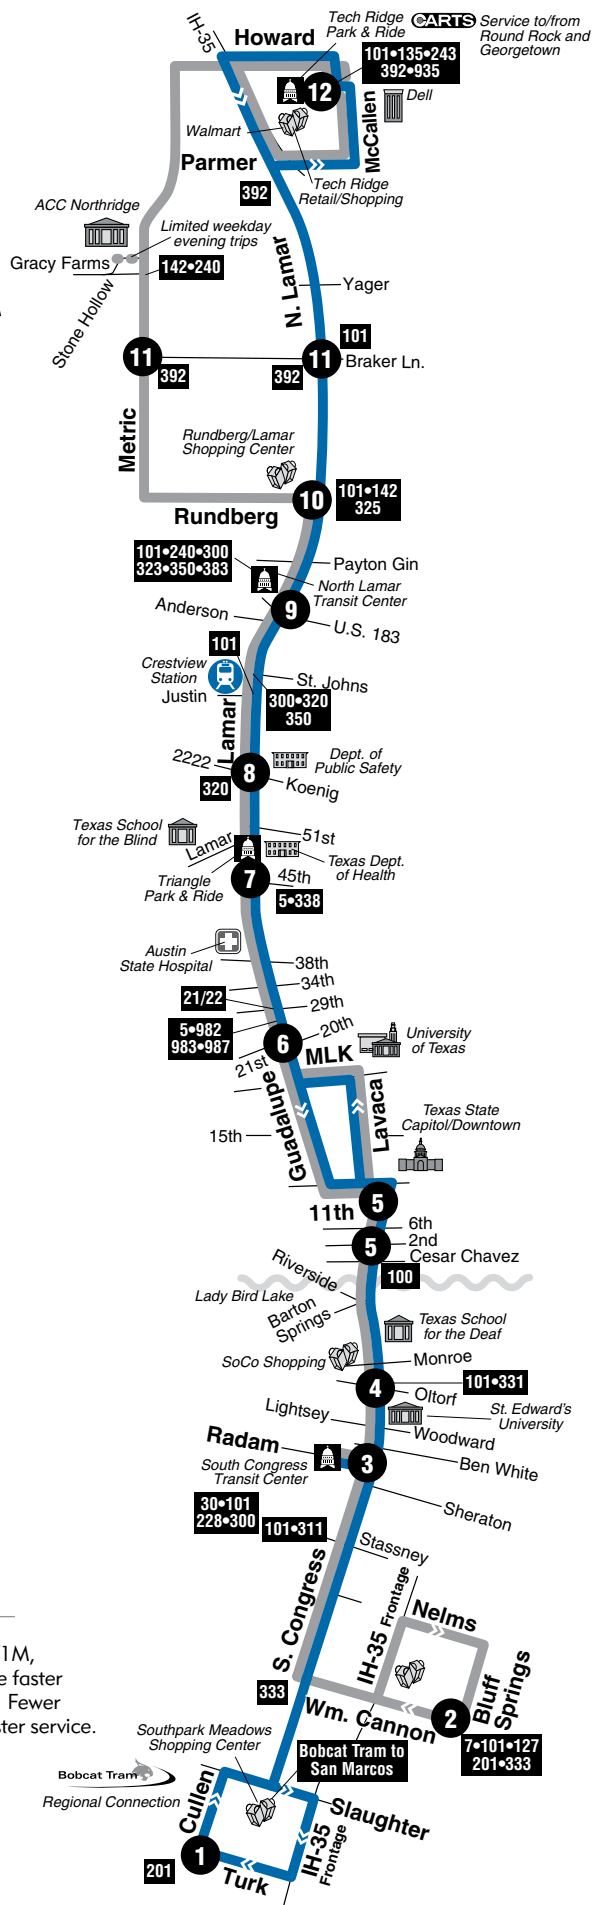 IH-35
Howard
Tech Ridge
Park & Ride
CARTS
Service to/from
Round Rock and
Georgetown
101•135•243
392•935
12
Dell
McCallen
Walmart
Parmer
Tech Ridge
Retail/Shopping
392
ACC Northridge
Limited weekday
evening trips
Gracy Farms
142•240
Stone Hollow
N. Lamar
Yager
101
11
11
Braker Ln.
392
392
Metric
Rundberg/Lamar
Shopping Center
10
101•142
325
Rundberg
101•240•300
323•350•383
Payton Gin
North Lamar
Transit Center
Anderson
9
U.S. 183
101
Crestview
Station
Justin
St. Johns
300•320
350
Lamar
2222
8
Dept. of
Public Safety
320
Koenig
Texas School
for the Blind
Lamar
51st
Texas Dept.
of Health
Triangle
Park & Ride
7
45th
5•338
Austin
State Hospital
38th
34th
21/22
29th
5•982
983•987
20th
6
21st
MLK
University
of Texas
Guadalupe
Lavaca
Texas State
Capitol/Downtown
15th
11th
5
6th
5
2nd
Cesar Chavez
100
Riverside
Lady Bird Lake
Barton
Springs
Texas School
for the Deaf
SoCo Shopping
Monroe
4
101•331
Oltorf
Lightsey
St. Edward's
University
Woodward
Radam
South Congress
Transit Center
3
Ben White
30•101
228•300
Sheraton
101•311
Stassney
S. Congress
IH-35 Frontage
Nelms
1M,
e faster
Fewer
ster service.
333
Wm. Cannon
2
Bluff
Springs
7•101•127
201•333
Southpark Meadows
Shopping Center
Bobcat Tram to
San Marcos
Bobcat Tram
Regional Connection
Cullen
Slaughter
IH-35
Frontage
1
201
Turk